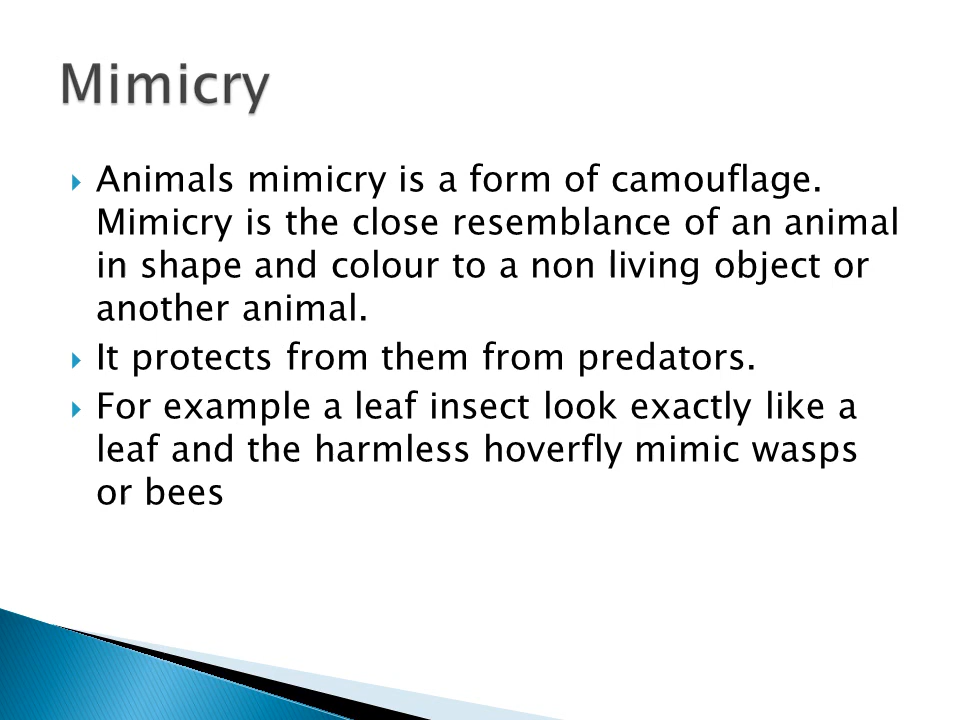 Mimicry
Animals mimicry is a form of camouflage.
Mimicry is the close resemblance of an animal
in shape and colour to a non living object or
another animal.
It protects from them from predators.
For example a leaf insect look exactly like a
leaf and the harmless hoverfly mimic wasps
or bees